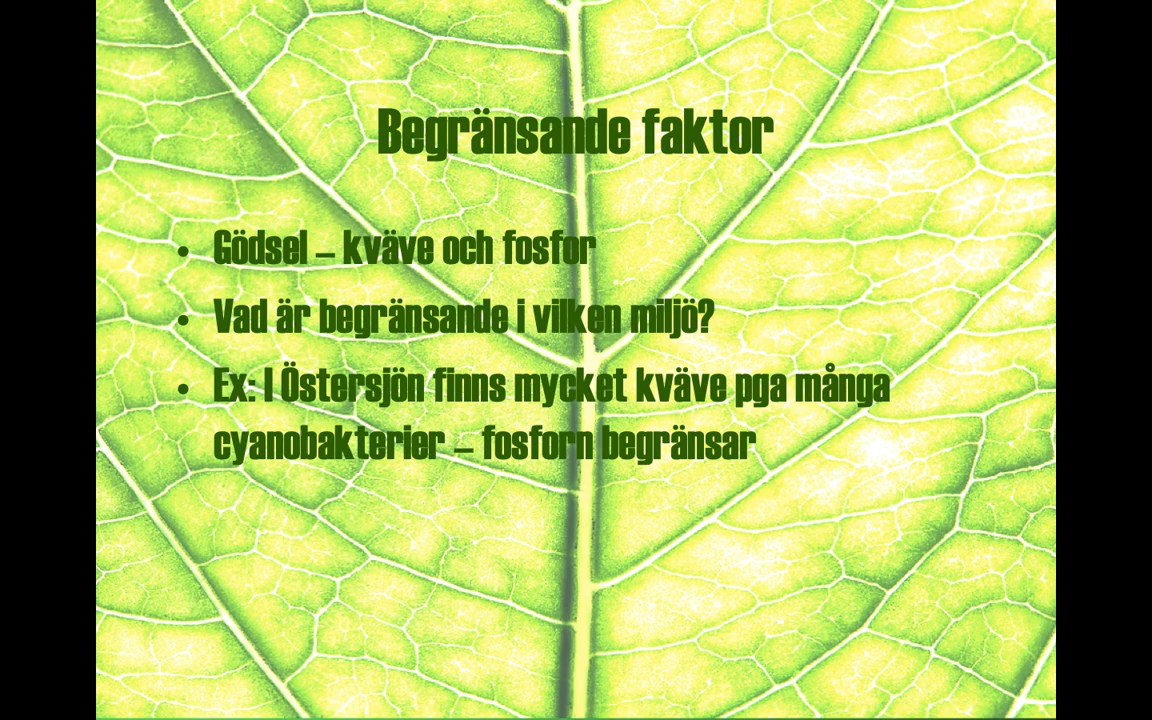 Begränsande faktor
• Gödsel – kväve och fosfor
• Vad är begränsande i vilken miljö?
• Ex: I Östersjön finns mycket kväve pga många
cyanobakterier – fosforn begränsar